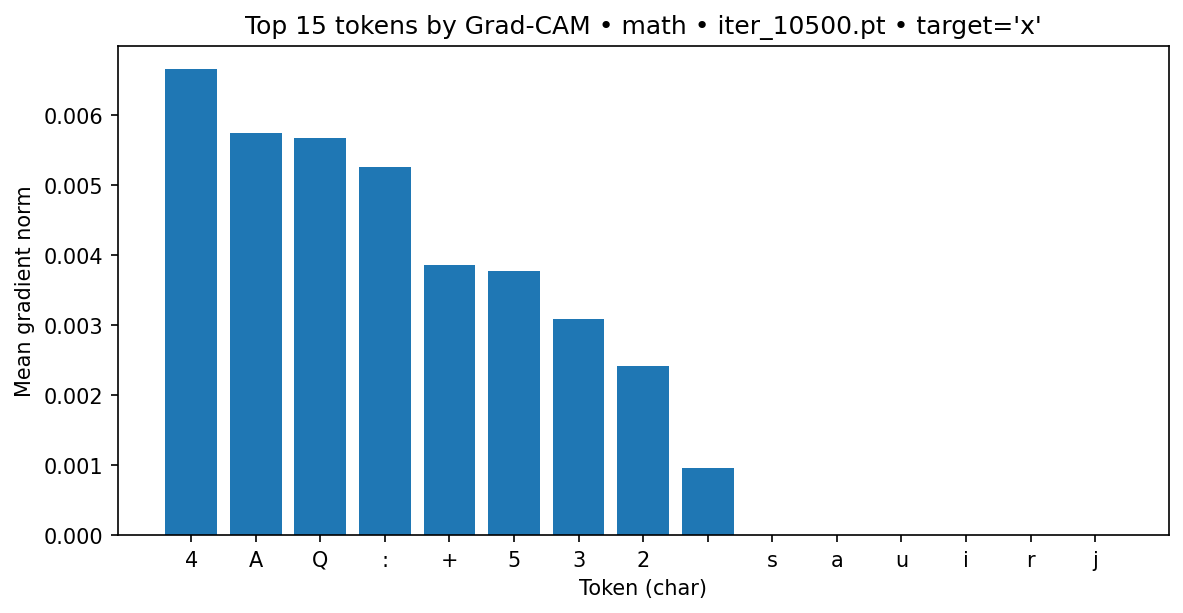 Top 15 tokens by Grad-CAM • math • iter_10500.pt • target='x'
Mean gradient norm
0.006
0.005
0.004
0.003
0.002
0.001
0.000
4 A Q : + 5 3 2 s a u i r j
Token (char)